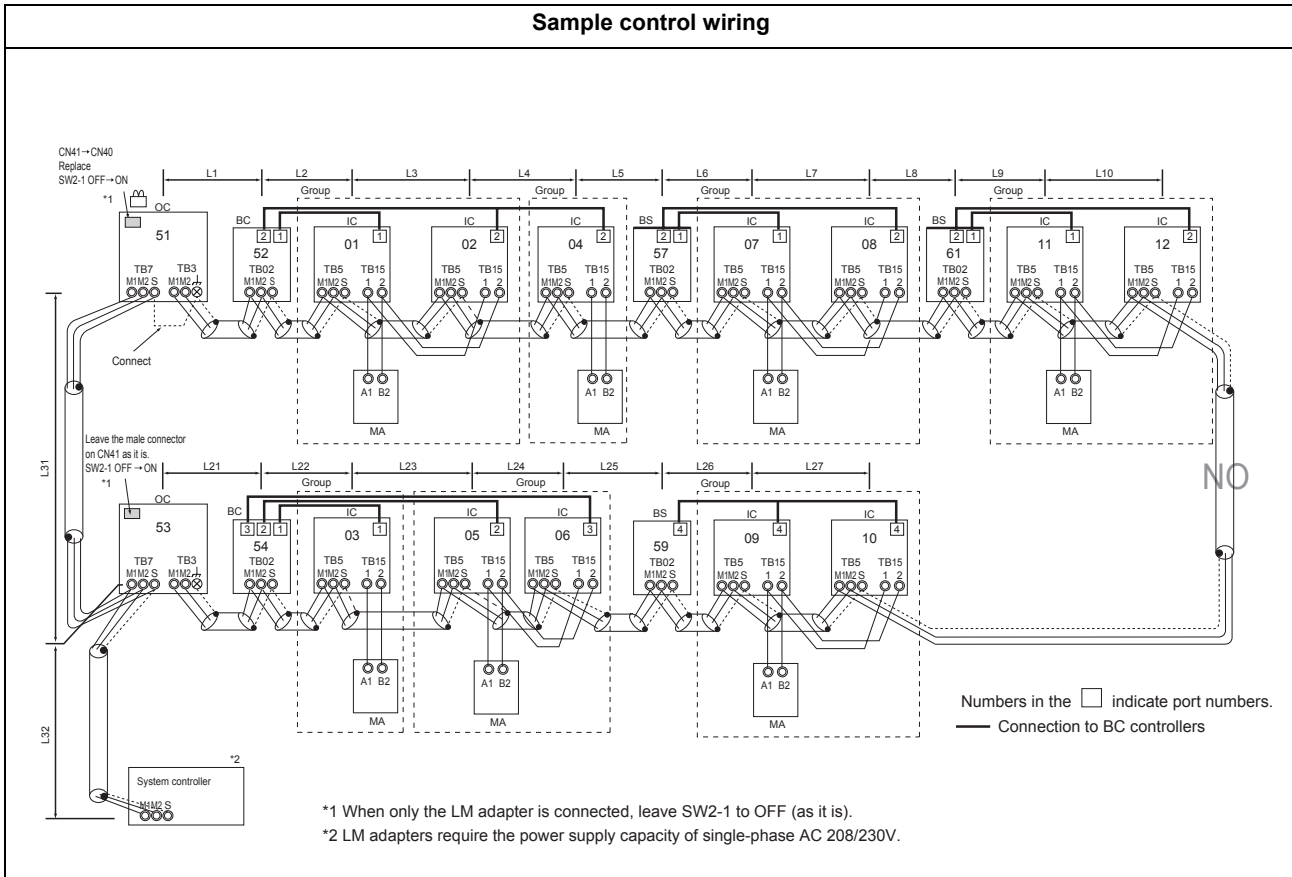 Sample control wiring
CN41→CN40
Replace
SW2-1 OFF→ON
*1
L1 L2 L3 L4 L5 L6 L7 L8 L9 L10
Group Group Group Group
OC BC IC IC IC BS IC IC BS IC IC
51 52 01 02 04 57 07 08 61 11 12
2 1 1 2 2 2 1 1 2 2 1 1 2
TB7 TB3 TB02 TB5 TB15 TB5 TB15 TB5 TB15 TB02 TB5 TB15 TB5 TB15 TB02 TB5 TB15 TB5 TB15
M1M2 S M1M2 M1M2 S M1M2 S 1 2 M1M2 S 1 2 M1M2 S 1 2 M1M2 S M1M2 S 1 2 M1M2 S 1 2 M1M2 S M1M2 S 1 2 M1M2 S 1 2
Connect
A1 B2 A1 B2 A1 B2 A1 B2
MA MA MA MA
L31
Leave the male connector
on CN41 as it is.
SW2-1 OFF→ON
*1
L21 L22 L23 L24 L25 L26 L27
Group Group Group
NO
OC BC IC IC IC BS IC IC
53 54 03 05 06 59 09 10
3 2 1 1 2 3 4 4 4
TB7 TB3 TB02 TB5 TB15 TB5 TB15 TB5 TB15 TB02 TB5 TB15 TB5 TB15
M1M2 S M1M2 M1M2 S M1M2 S 1 2 M1M2 S 1 2 M1M2 S 1 2 M1M2 S M1M2 S 1 2 M1M2 S 1 2
A1 B2 A1 B2 A1 B2
MA MA MA
L32
Numbers in the □ indicate port numbers.
Connection to BC controllers
*2
System controller
M1M2 S
*1 When only the LM adapter is connected, leave SW2-1 to OFF (as it is).
*2 LM adapters require the power supply capacity of single-phase AC 208/230V.